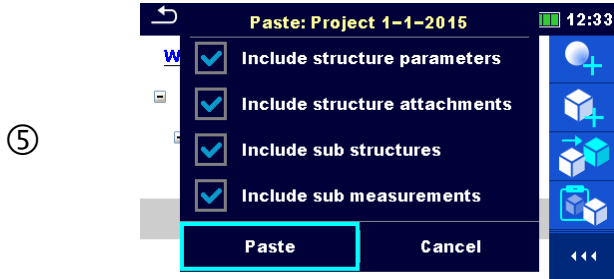 Paste: Project 1-1-2015
12:33
W
Include structure parameters
Include structure attachments
⑤
Include sub structures
Include sub measurements
Paste
Cancel